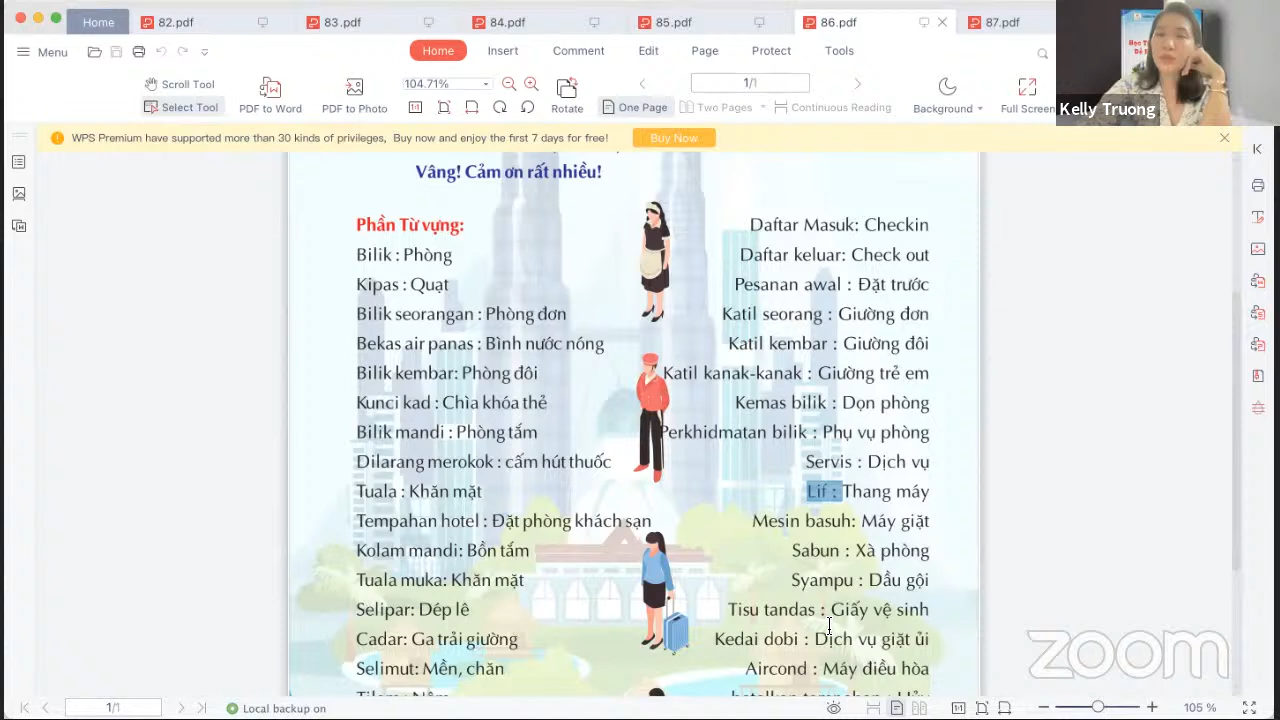 Home
82.pdf
83.pdf
84.pdf
85.pdf
86.pdf
87.pdf
Menu
Home
Insert
Comment
Edit
Page
Protect
Tools
Scroll Tool
Select Tool
PDF to Word
PDF to Photo
104.71%
1/1
Rotate
One Page
Two Pages
Continuous Reading
Background
Full Screen
Kelly Truong
WPS Premium have supported more than 30 kinds of privileges, Buy now and enjoy the first 7 days for free!
Buy Now
Vâng! Cảm ơn rất nhiều!
Phần Từ vựng:
Bilik : Phòng
Kipas : Quạt
Bilik seorangan : Phòng đơn
Bekas air panas : Bình nước nóng
Bilik kembar: Phòng đôi
Kunci kad : Chìa khóa thẻ
Bilik mandi : Phòng tắm
Dilarang merokok : cấm hút thuốc
Tuala : Khăn mặt
Tempahan hotel : Đặt phòng khách sạn
Kolam mandi: Bồn tắm
Tuala muka: Khăn mặt
Selipar: Dép lê
Cadar: Ga trải giường
Selimut: Mền, chăn
Daftar Masuk: Checkin
Daftar keluar: Check out
Pesanan awal : Đặt trước
Katil seorang : Giường đơn
Katil kembar : Giường đôi
Katil kanak-kanak : Giường trẻ em
Kemas bilik : Dọn phòng
Perkhidmatan bilik : Phụ vụ phòng
Servis : Dịch vụ
Lif : Thang máy
Mesin basuh: Máy giặt
Sabun : Xà phòng
Syampu : Dầu gội
Tisu tandas : Giấy vệ sinh
Kedai dobi : Dịch vụ giặt ủi
Aircond : Máy điều hòa
zoom
1/1
Local backup on
105 %